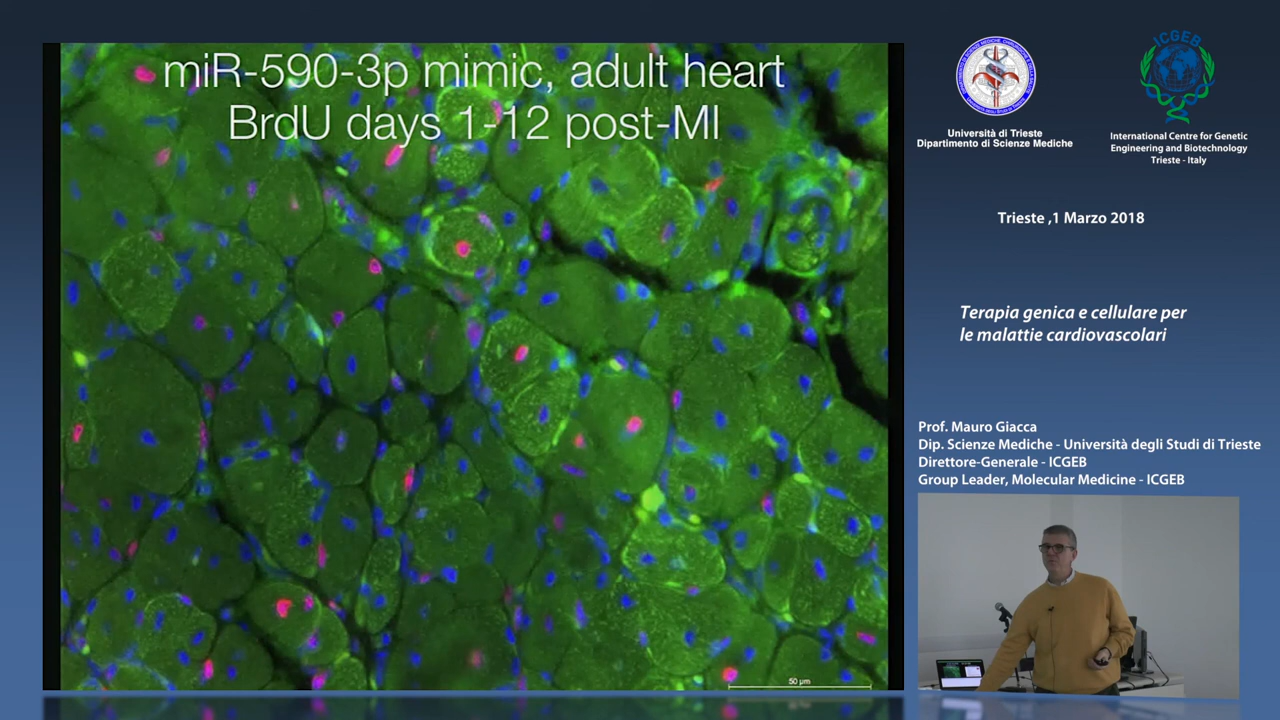 miR-590-3p mimic, adult heart
BrdU days 1-12 post-MI
50 µm
ICGEB
Università di Trieste
Dipartimento di Scienze Mediche
International Centre for Genetic
Engineering and Biotechnology
Trieste - Italy
Trieste ,1 Marzo 2018
Terapia genica e cellulare per
le malattie cardiovascolari
Prof. Mauro Giacca
Dip. Scienze Mediche - Università degli Studi di Trieste
Direttore-Generale - ICGEB
Group Leader, Molecular Medicine - ICGEB